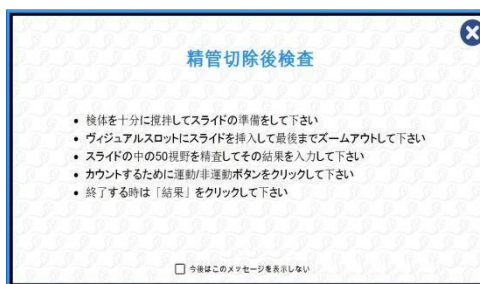 精管切除後検査
• 検体を十分に撹拌してスライドの準備をして下さい
• ヴィジュアルスロットにスライドを挿入して最後までズームアウトして下さい
• スライドの中の50視野を精査してその結果を入力して下さい
• カウントするために運動/非運動ボタンをクリックして下さい
• 終了する時は「結果」をクリックして下さい
今後はこのメッセージを表示しない